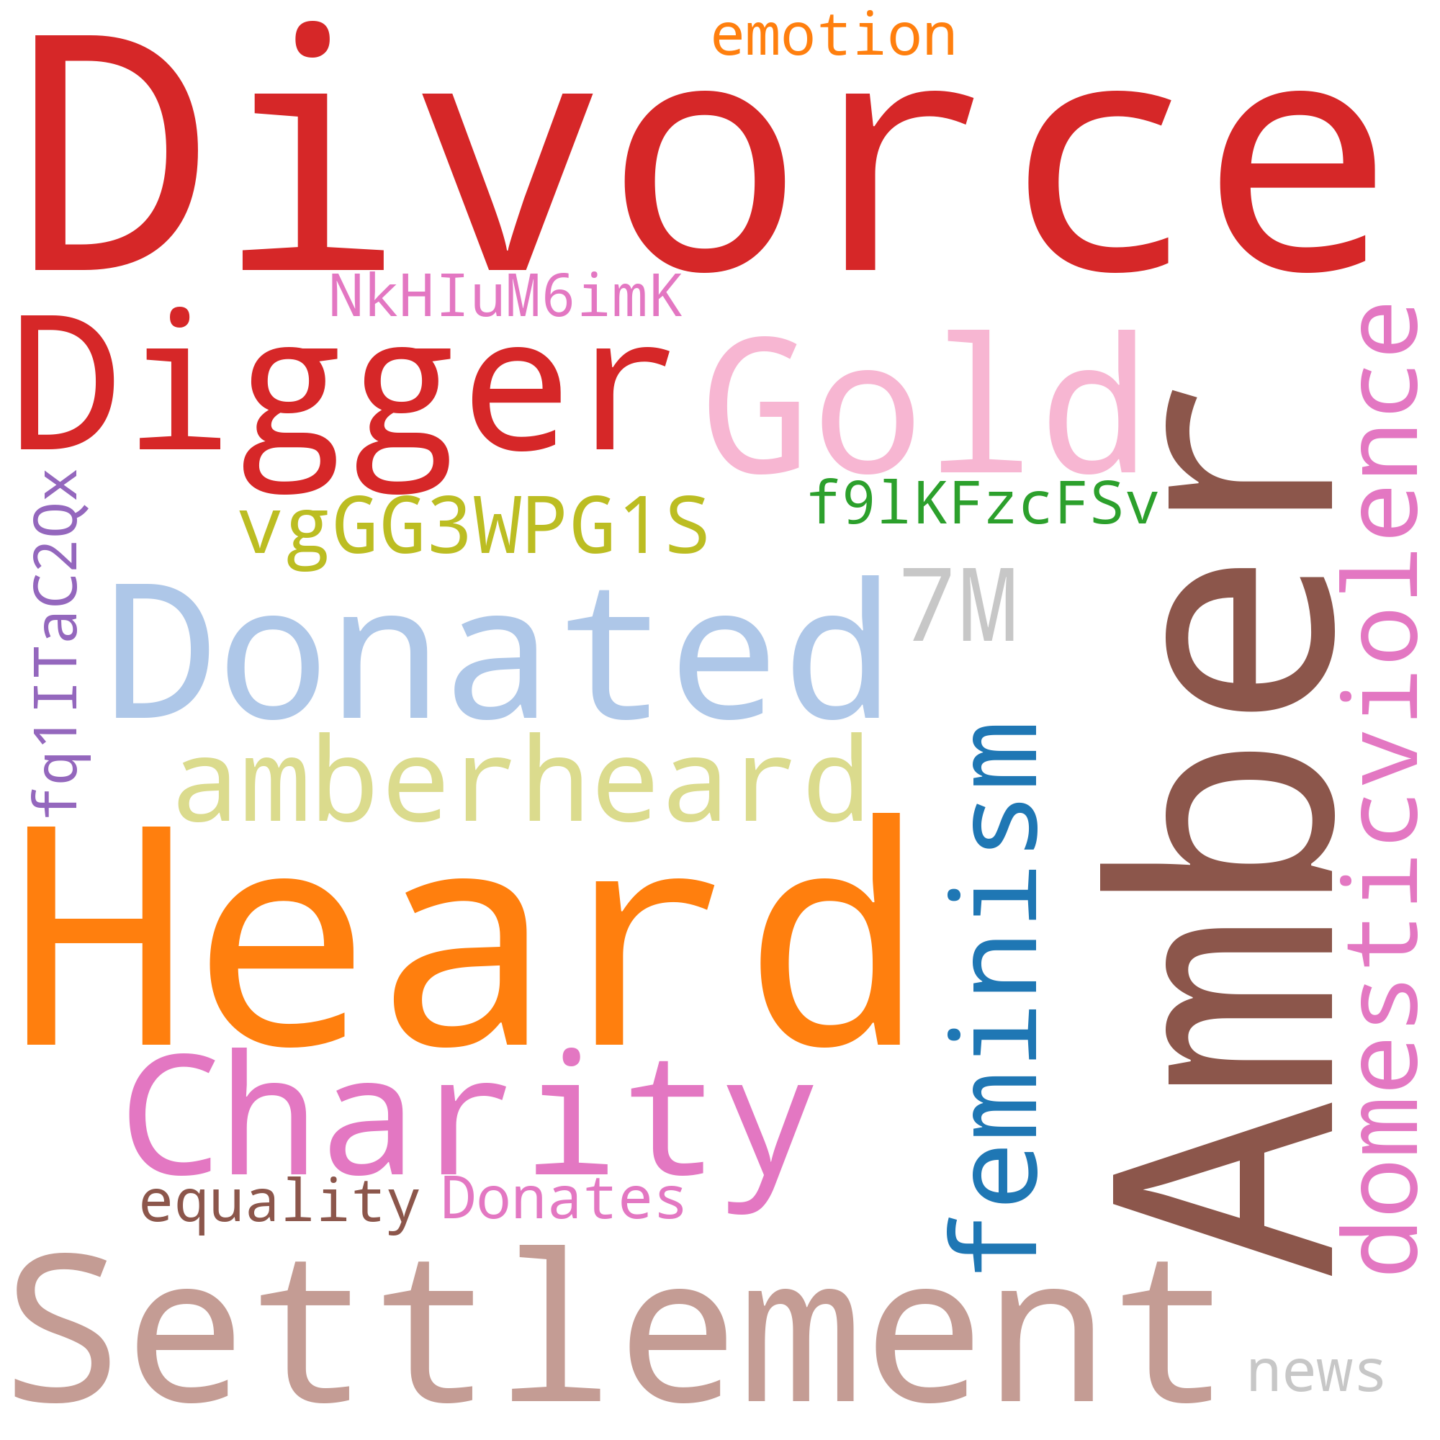 emotion
Divorce
NkHIuM6imK
Digger
Gold
domesticviolence
Amber
fq1ITaC2Qx
vgGG3WPG1S
f9lKFzcFSv
7M
Donated
amberheard
feminism
Heard
Charity
equality
Donates
Settlement
news